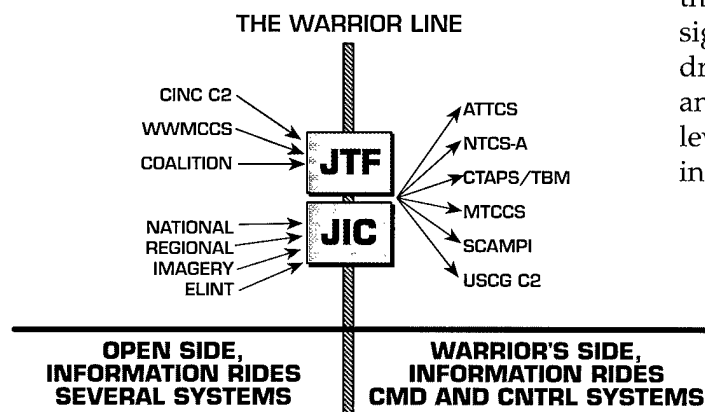 THE WARRIOR LINE
CINC C2
WWMCCS
COALITION
JTF
NATIONAL
REGIONAL
IMAGERY
ELINT
JIC
ATTCS
NTCS-A
CTAPS/TBM
MTCCS
SCAMPI
USCG C2
OPEN SIDE,
INFORMATION RIDES
SEVERAL SYSTEMS
WARRIOR'S SIDE,
INFORMATION RIDES
CMD AND CNTRL SYSTEMS